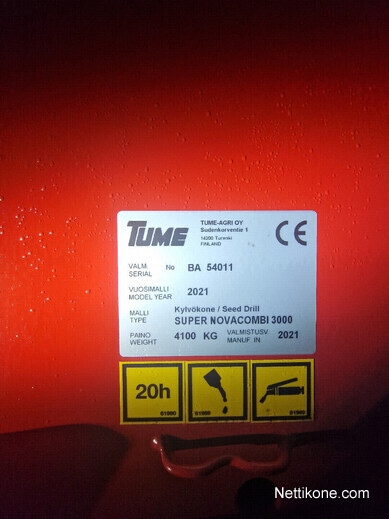 TUME
TUME-AGRI OY
Sudenkorventie 1
14200 Turenki
FINLAND
CE
VALM. SERIAL No BA 54011
VUOSIMALLI MODEL YEAR 2021
MALLI TYPE Kylvökone / Seed Drill
SUPER NOVACOMBI 3000
PAINO WEIGHT 4100 KG VALMISTUSV. MANUF. IN. 2021
20h
61990
61990
Nettikone.com